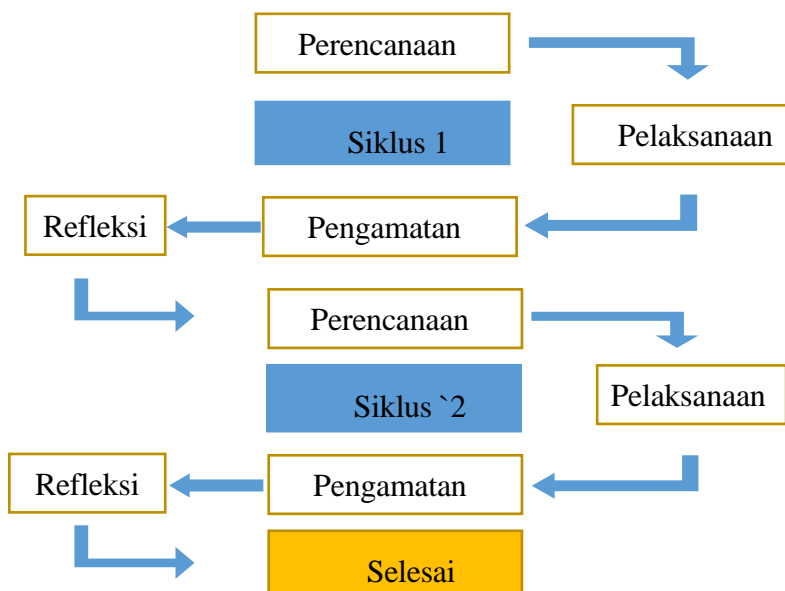 Perencanaan
Siklus 1
Pelaksanaan
Refleksi
Pengamatan
Perencanaan
Siklus `2
Pelaksanaan
Refleksi
Pengamatan
Selesai